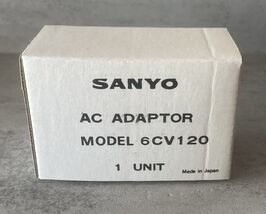 SANYO
AC ADAPTOR
MODEL 6CV120
1 UNIT
Made in Japan